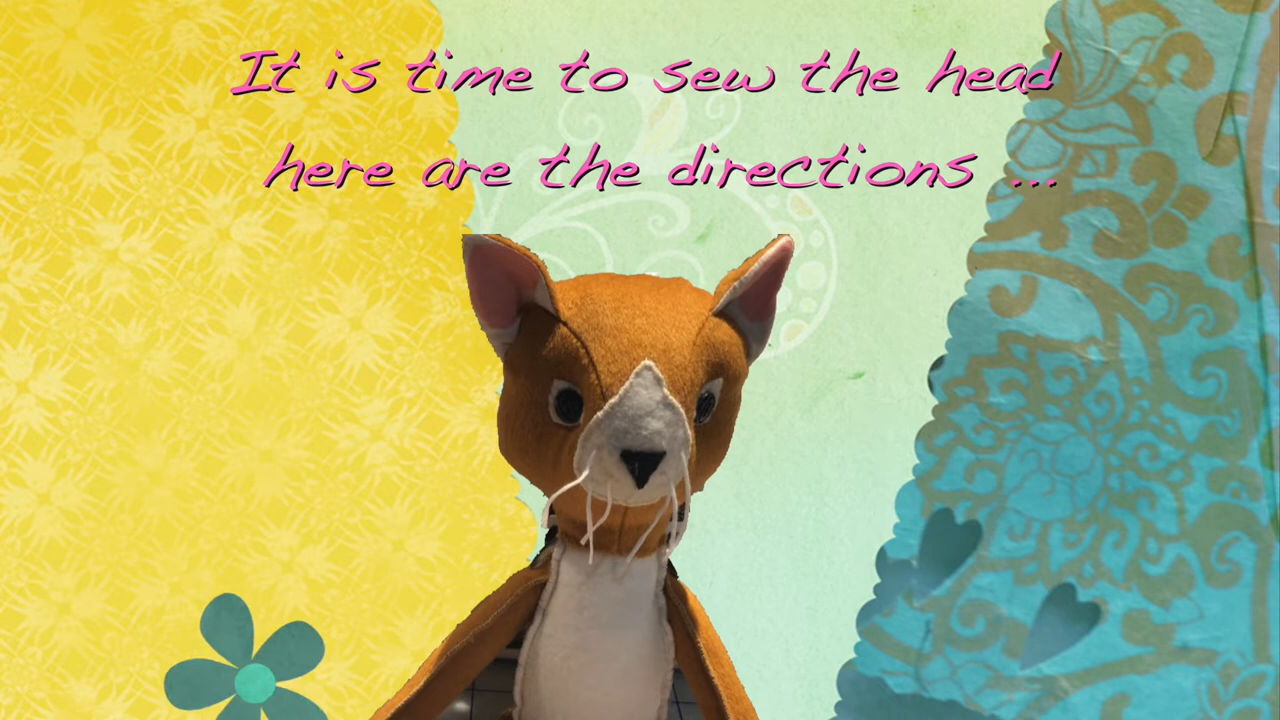 It is time to sew the head
here are the directions ...